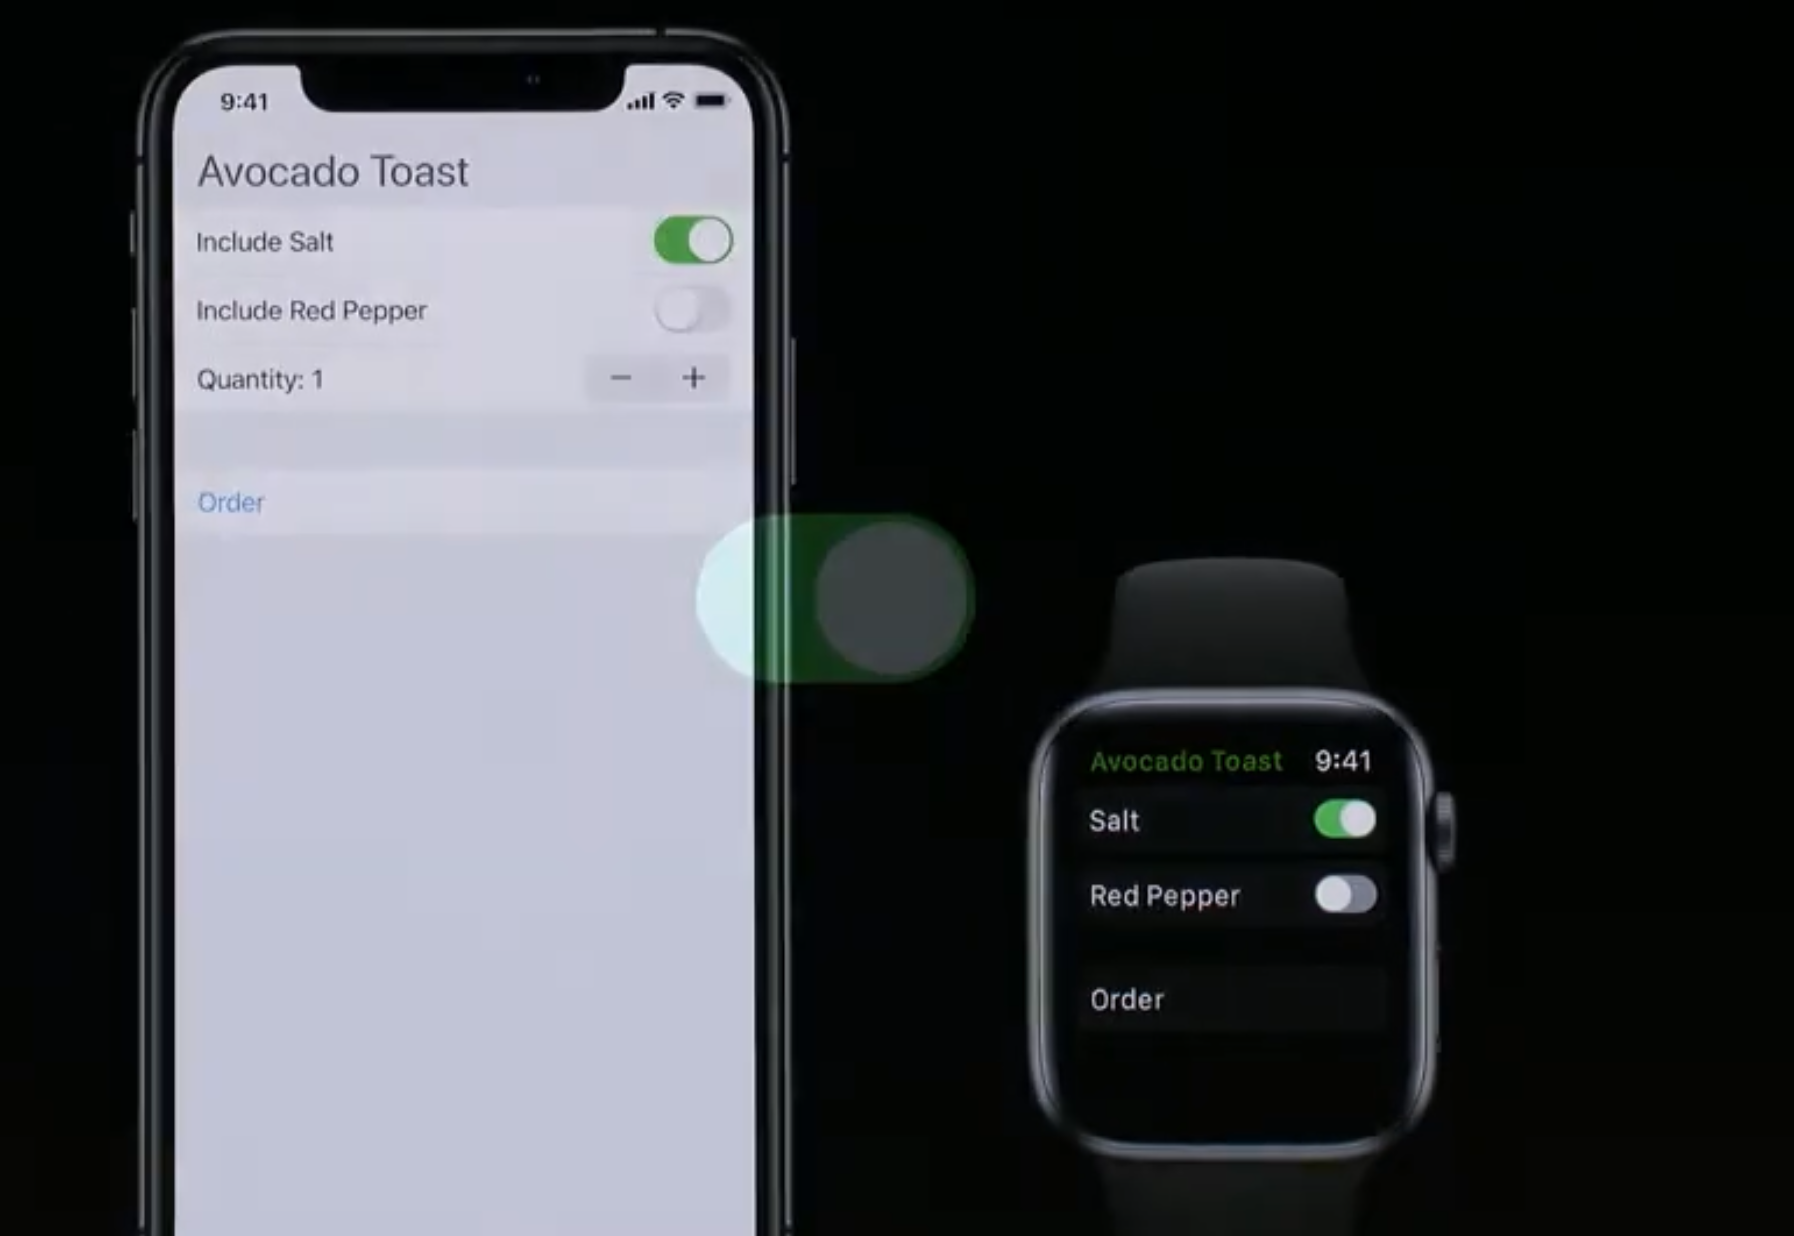 9:41
Avocado Toast
Include Salt
Include Red Pepper
Quantity: 1
− +
Order
Avocado Toast 9:41
Salt
Red Pepper
Order